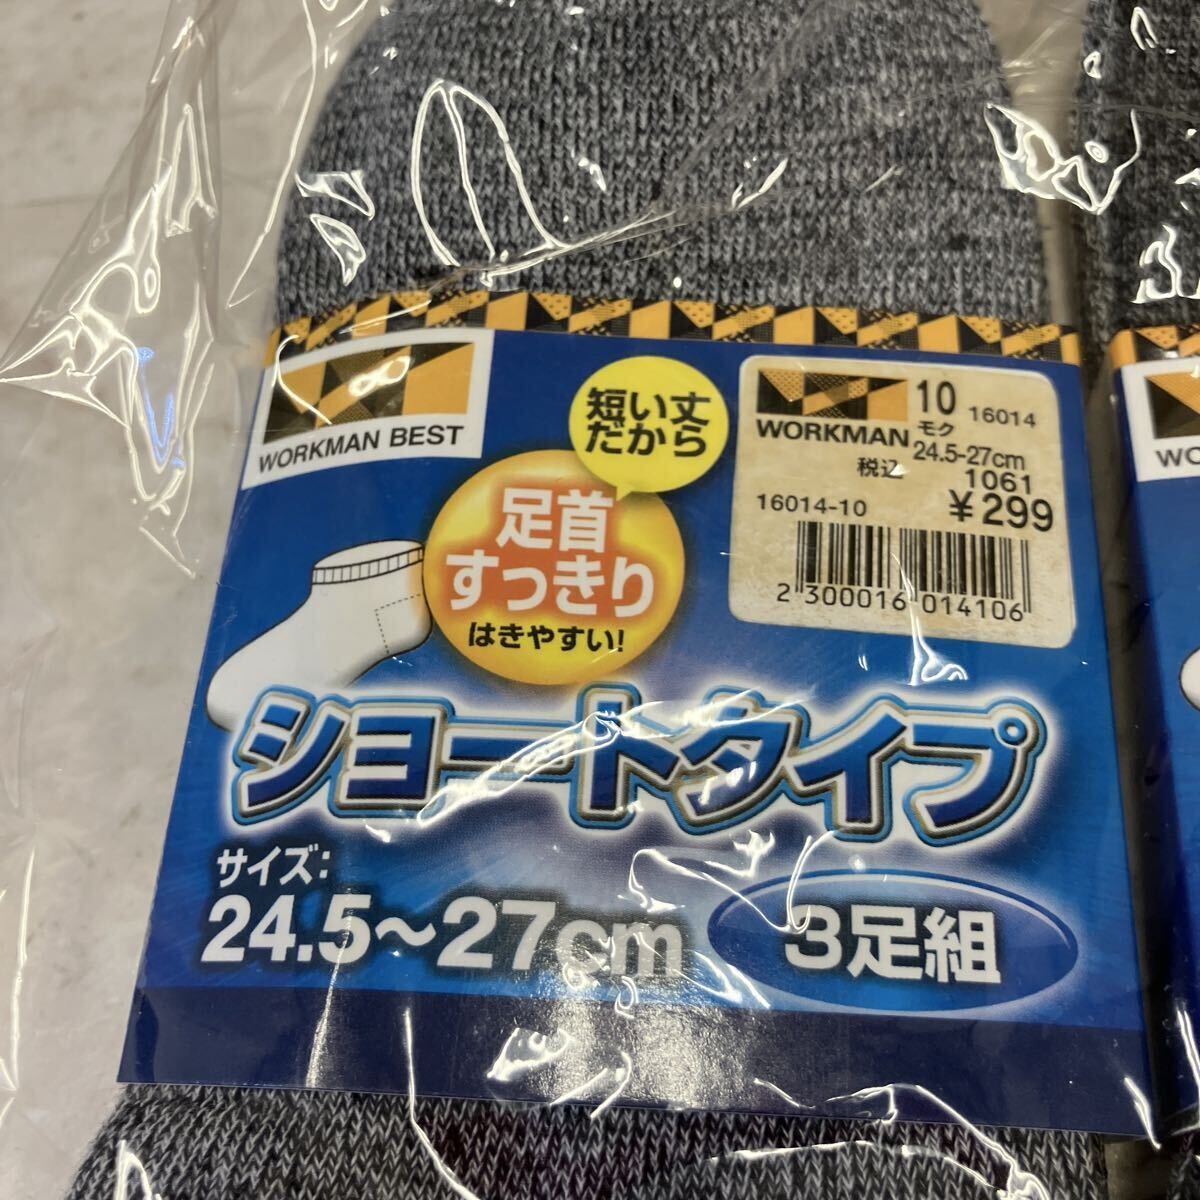 WORKMAN BEST
短い丈
だから
足首
すっきり
はきやすい!
WORKMAN
10 16014
モク
24.5-27cm
税込 1061
16014-10 ¥299
2 300016 014106
ショートタイプ
サイズ:
24.5~27cm
3足組
WO